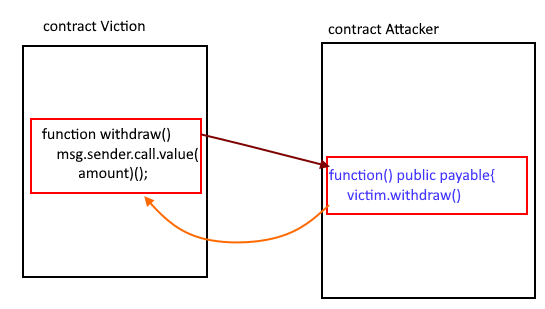 contract Viction
function withdraw()
msg.sender.call.value(
amount)();
contract Attacker
function() public payable{
victim.withdraw()